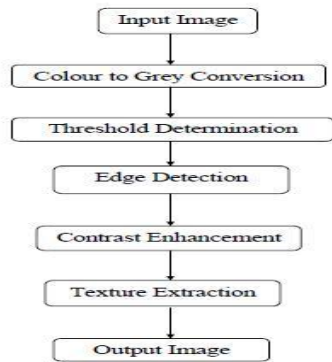 Input Image
Colour to Grey Conversion
Threshold Determination
Edge Detection
Contrast Enhancement
Texture Extraction
Output Image